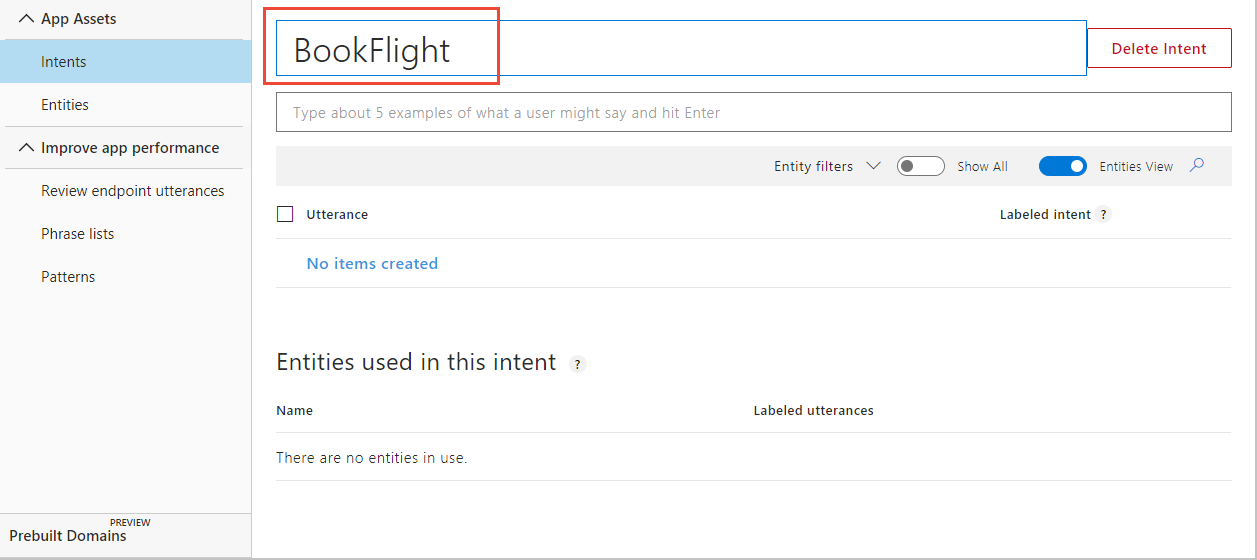 App Assets
Intents
Entities
Improve app performance
Review endpoint utterances
Phrase lists
Patterns
PREVIEW
Prebuilt Domains
BookFlight
Delete Intent
Type about 5 examples of what a user might say and hit Enter
Entity filters Show All Entities View
Utterance Labeled intent ?
No items created
Entities used in this intent ?
Name Labeled utterances
There are no entities in use.